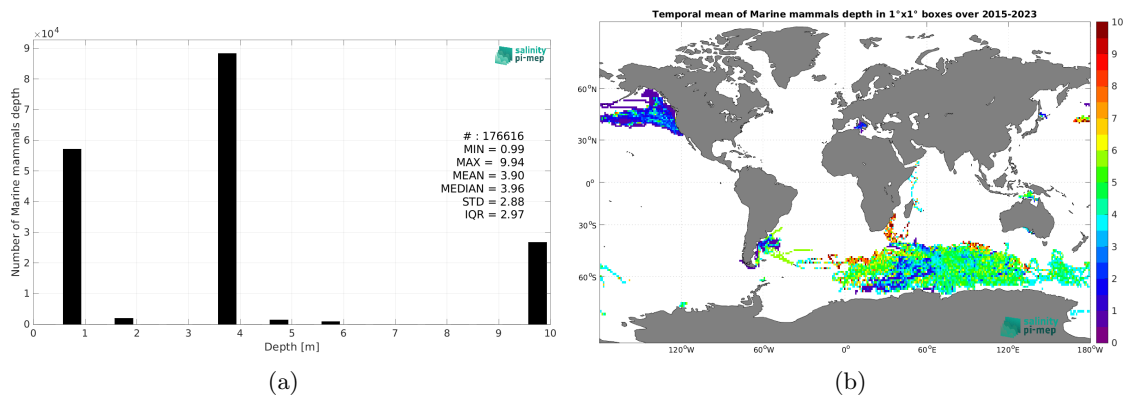 ×10⁴
9
8
7
6
5
4
3
2
1
0
Number of Marine mammals depth
salinity
pi-mep
# : 176616
MIN = 0.99
MAX = 9.94
MEAN = 3.90
MEDIAN = 3.96
STD = 2.88
IQR = 2.97
0 1 2 3 4 5 6 7 8 9 10
Depth [m]
(a)
Temporal mean of Marine mammals depth in 1°x1° boxes over 2015-2023
60°N
30°N
0°
30°S
60°S
120°W 60°W 0° 60°E 120°E 180°W
salinity
pi-mep
10
9
8
7
6
5
4
3
2
1
0
(b)